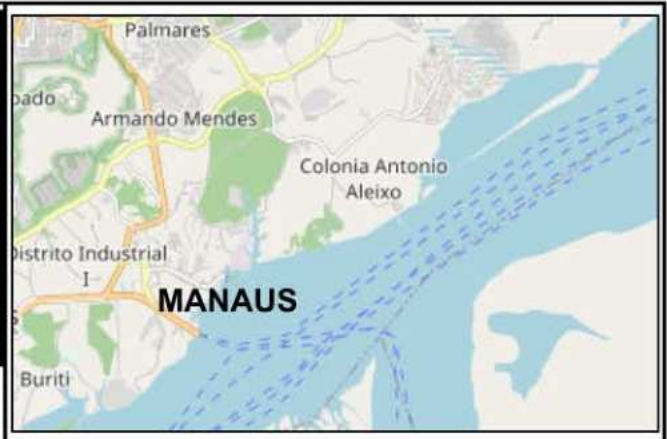 Palmares
Armando Mendes
Colonia Antonio
Aleixo
Distrito Industrial
I
MANAUS
Buriti